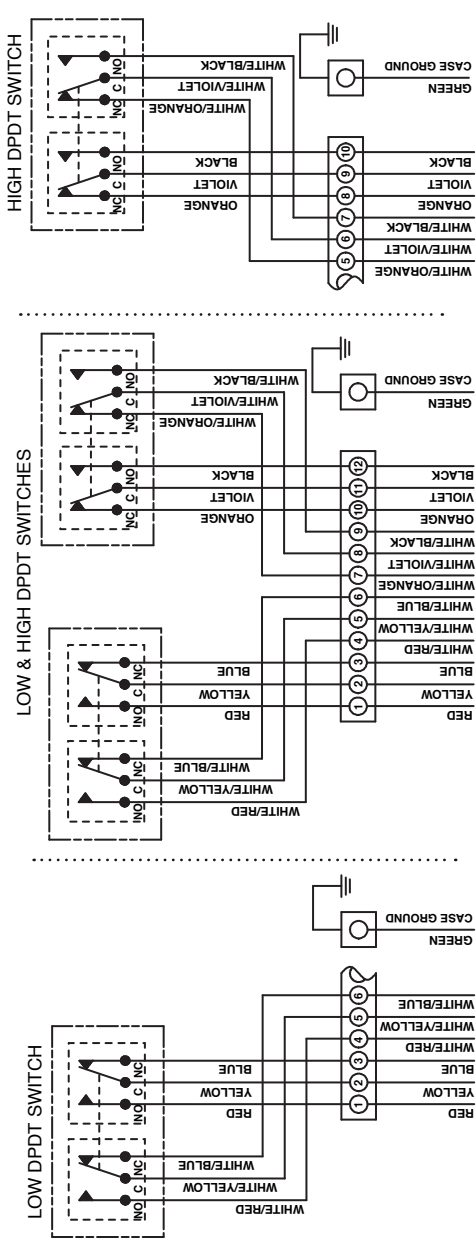 LOW DPDT SWITCH
NO C NC
NO C NC
WHITE/RED
WHITE/YELLOW
WHITE/BLUE
RED
YELLOW
BLUE
1 2 3 4 5 6
RED
YELLOW
BLUE
WHITE/RED
WHITE/YELLOW
WHITE/BLUE
GREEN
CASE GROUND
LOW & HIGH DPDT SWITCHES
NO C NC
NO C NC
NC C NO
NC C NO
WHITE/RED
WHITE/YELLOW
WHITE/BLUE
RED
YELLOW
BLUE
ORANGE
VIOLET
BLACK
WHITE/ORANGE
WHITE/VIOLET
WHITE/BLACK
1 2 3 4 5 6 7 8 9 10 11 12
RED
YELLOW
BLUE
WHITE/RED
WHITE/YELLOW
WHITE/BLUE
WHITE/ORANGE
WHITE/VIOLET
WHITE/BLACK
ORANGE
VIOLET
BLACK
GREEN
CASE GROUND
HIGH DPDT SWITCH
NC C NO
NC C NO
ORANGE
VIOLET
BLACK
WHITE/ORANGE
WHITE/VIOLET
WHITE/BLACK
5 6 7 8 9 10
WHITE/ORANGE
WHITE/VIOLET
WHITE/BLACK
ORANGE
VIOLET
BLACK
GREEN
CASE GROUND